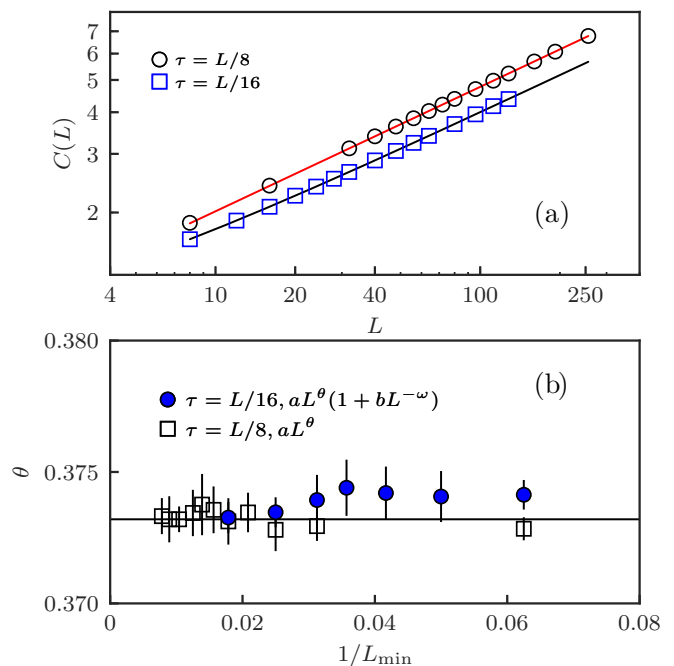 7
6
5
4
3
2
C(L)
τ = L/8
τ = L/16
(a)
4 10 20 40 100 250
L
0.380
0.375
0.370
θ
(b)
τ = L/16, aL^θ(1 + bL^−ω)
τ = L/8, aL^θ
0 0.02 0.04 0.06 0.08
1/L_min